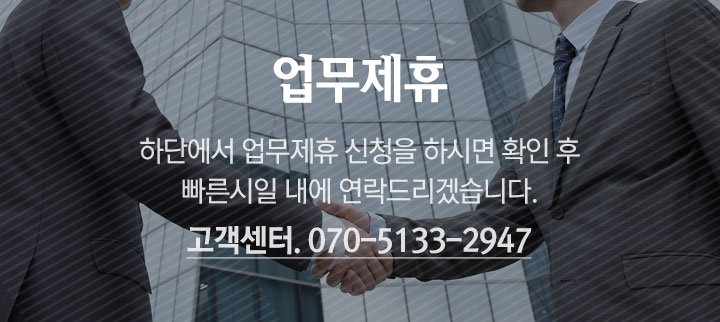 업무제휴
하단에서 업무제휴 신청을 하시면 확인 후
빠른시일 내에 연락드리겠습니다.
고객센터. 070-5133-2947